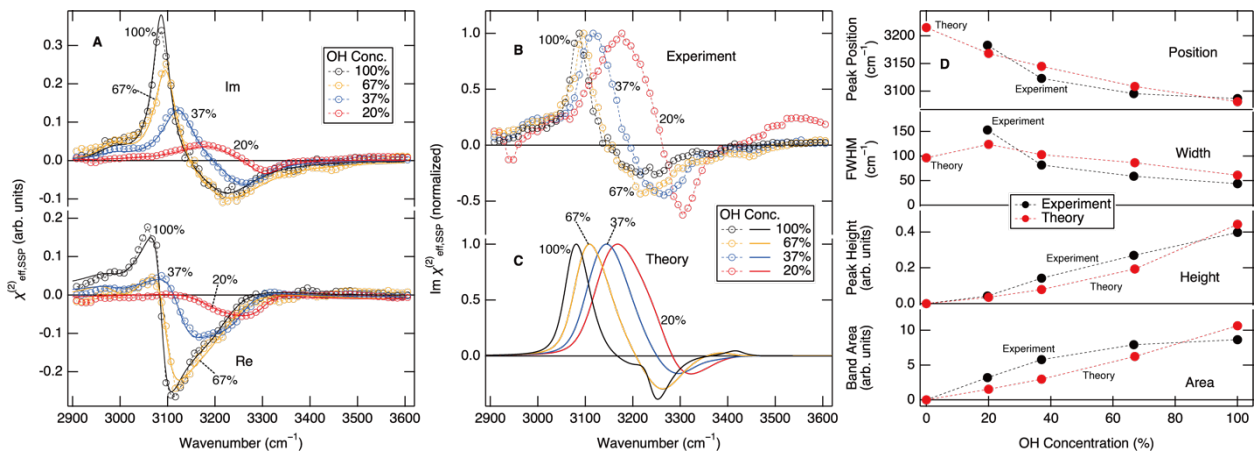 A
100%
67%
37%
20%
Im
OH Conc.
100%
67%
37%
20%
0.3
0.2
0.1
0.0
0.1
χ(2)eff,SSP (arb. units)
0.2
0.1
0.0
-0.1
-0.2
100%
37%
20%
67%
Re
2900 3000 3100 3200 3300 3400 3500 3600
Wavenumber (cm−1)
B
Experiment
100%
37%
20%
67%
1.0
0.5
0.0
0.5
Im χ(2)eff,SSP (normalized)
OH Conc.
100%
67%
37%
20%
C
Theory
67%
37%
100%
20%
1.0
0.5
0.0
2900 3000 3100 3200 3300 3400 3500 3600
Wavenumber (cm−1)
D
Position
Theory
Experiment
Peak Position
(cm−1)
3200
3150
3100
Width
Experiment
Theory
FWHM
(cm−1)
150
100
50
0
Experiment
Theory
Height
Experiment
Theory
Peak Height
(arb. units)
0.4
0.2
0.0
Area
Experiment
Theory
Band Area
(arb. units)
10
5
0
0 20 40 60 80 100
OH Concentration (%)